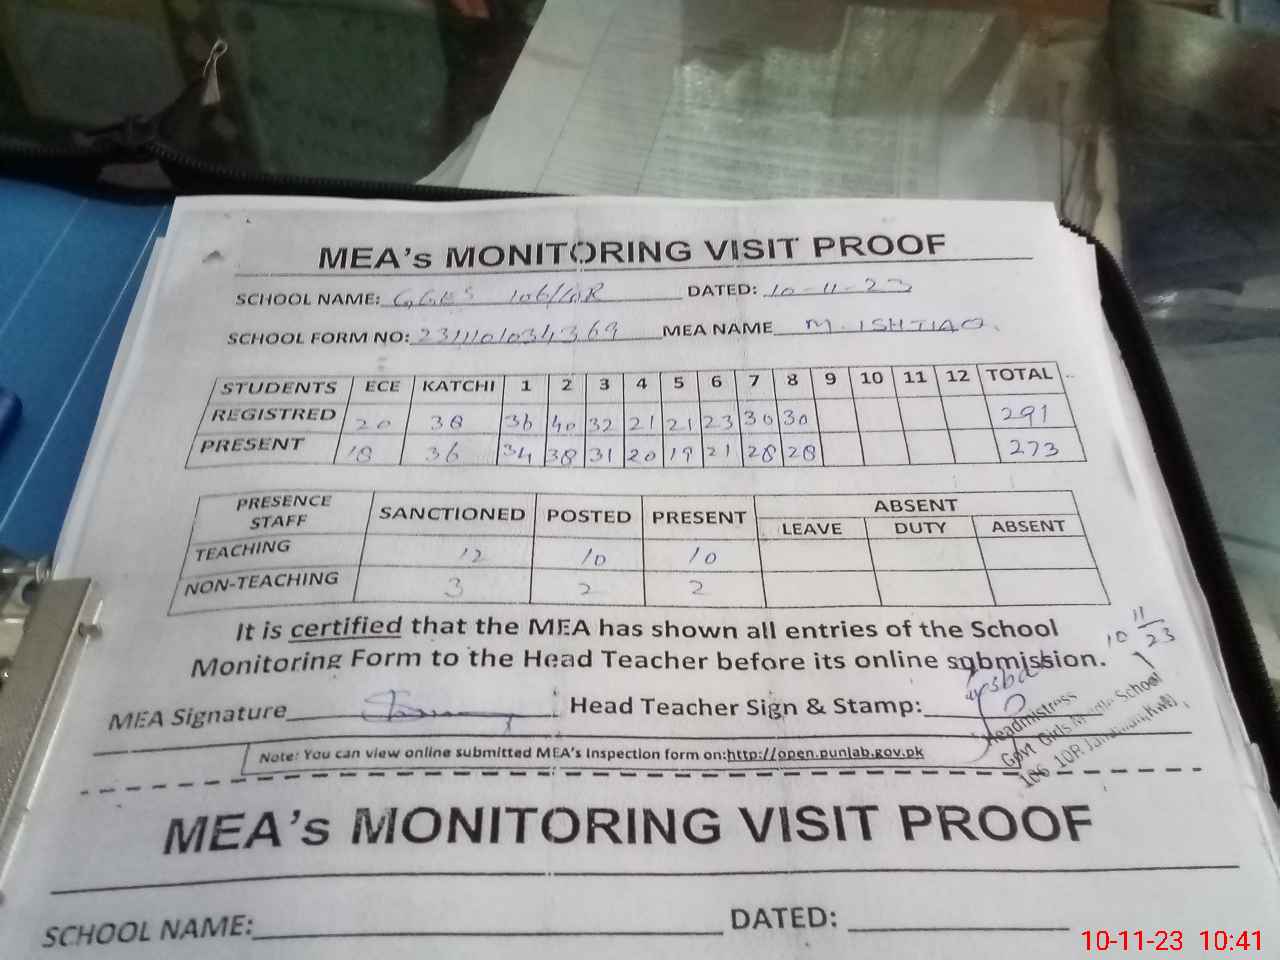 MEA's MONITORING VISIT PROOF
SCHOOL NAME: GGES 106/10R DATED: 10-11-23
SCHOOL FORM NO: MEA NAME M. ISHTIAQ.
STUDENTS ECE KATCHI 1 2 3 4 5 6 7 8 9 10 11 12 TOTAL
REGISTRED 20 38 36 40 32 21 21 23 30 30 291
PRESENT 18 36 34 38 31 20 19 21 28 28 273
PRESENCE STAFF SANCTIONED POSTED PRESENT ABSENT
LEAVE DUTY ABSENT
TEACHING 12 10 10
NON-TEACHING 3 2 2
It is certified that the MEA has shown all entries of the School
Monitoring Form to the Head Teacher before its online submission.
10 11/23
MEA Signature Head Teacher Sign & Stamp:
Headmistress
Govt Girls School
106 10R
Note: You can view online submitted MEA's Inspection form on:http://open.punjab.gov.pk
MEA's MONITORING VISIT PROOF
SCHOOL NAME: DATED:
10-11-23 10:41